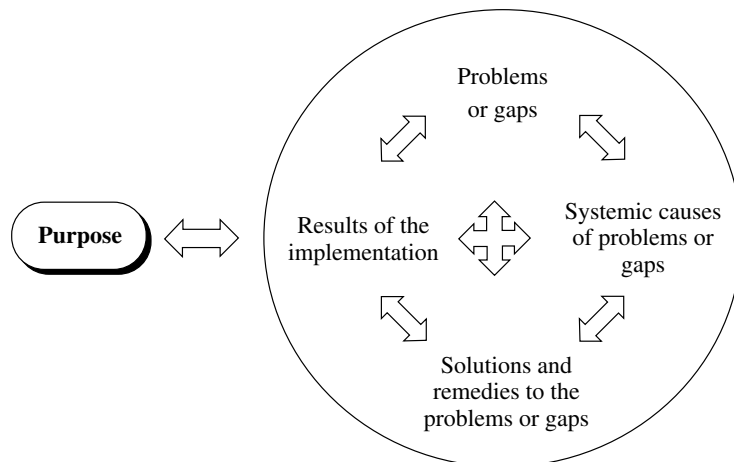 Problems
or gaps
Purpose
Results of the
implementation
Systemic causes
of problems or
gaps
Solutions and
remedies to the
problems or gaps